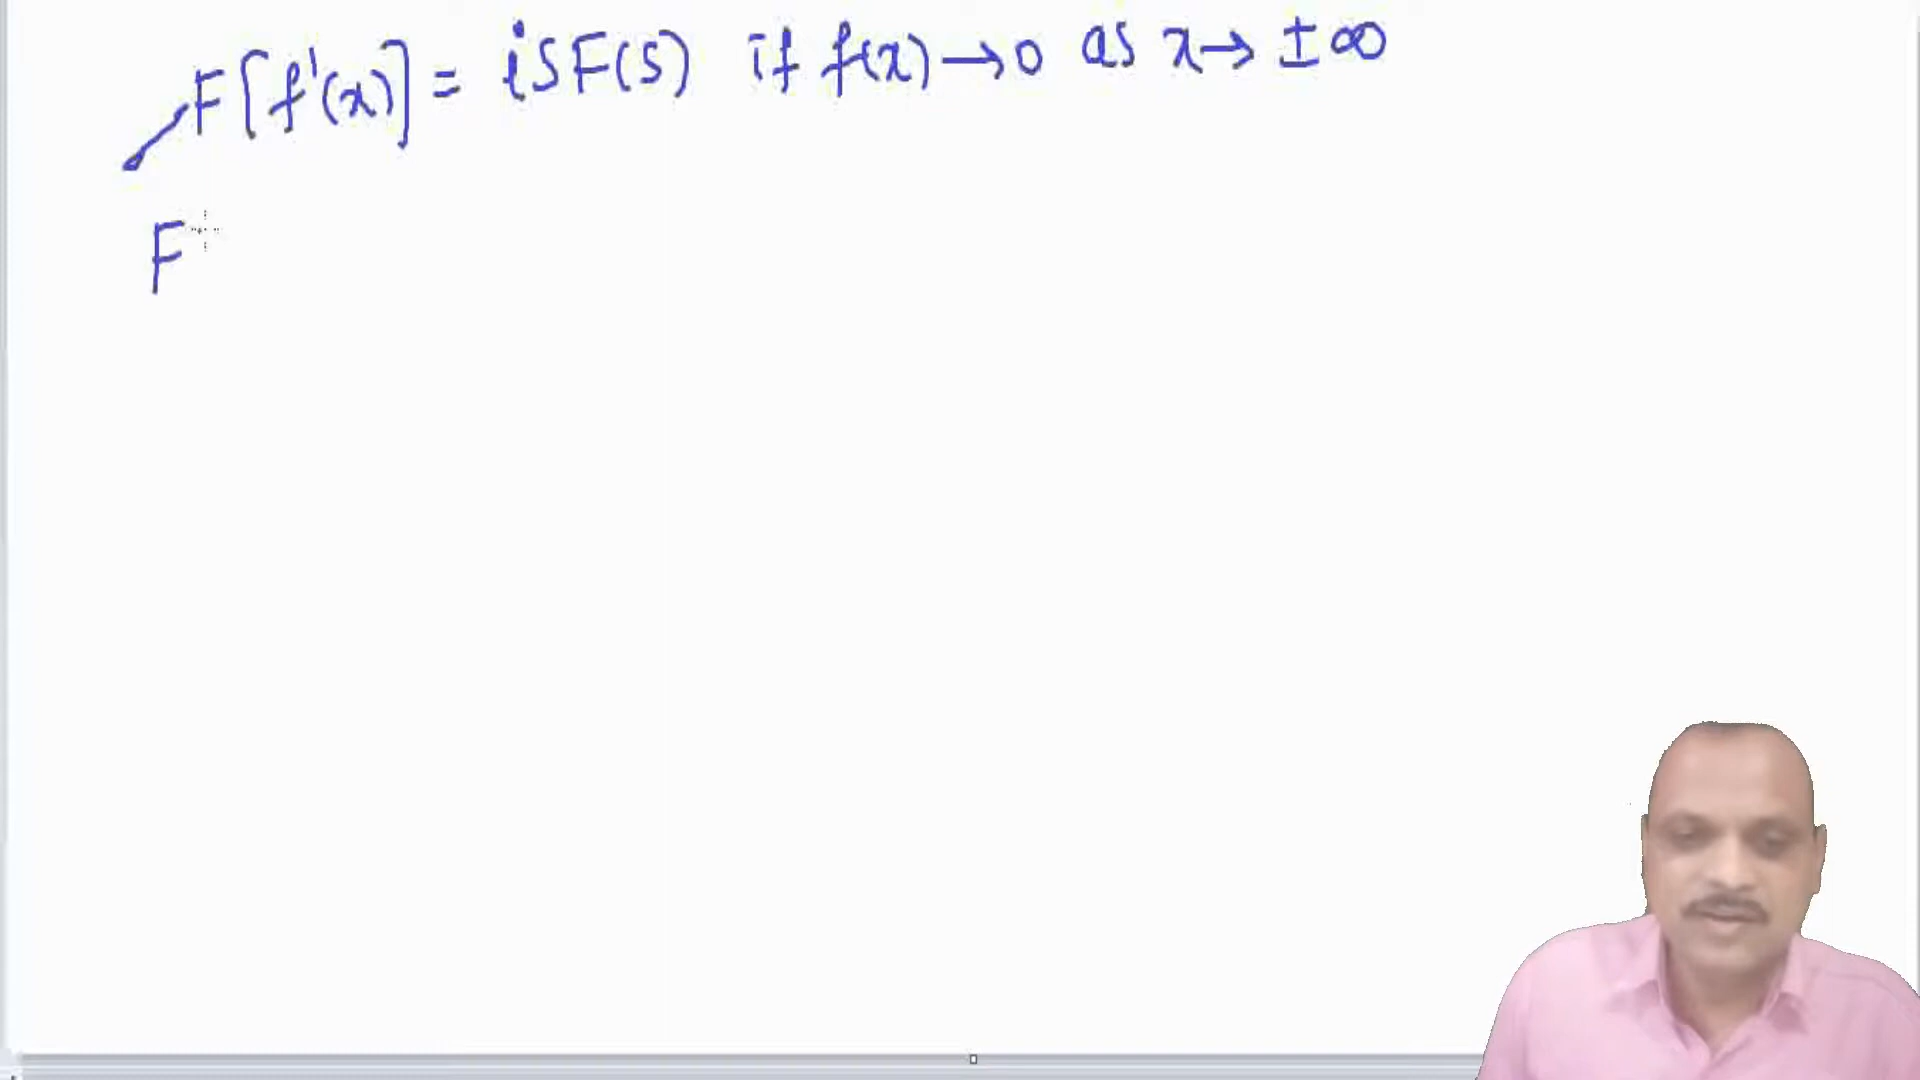 F[f'(x)] = iSF(S) if f(x)→0 as x→ ±∞
F